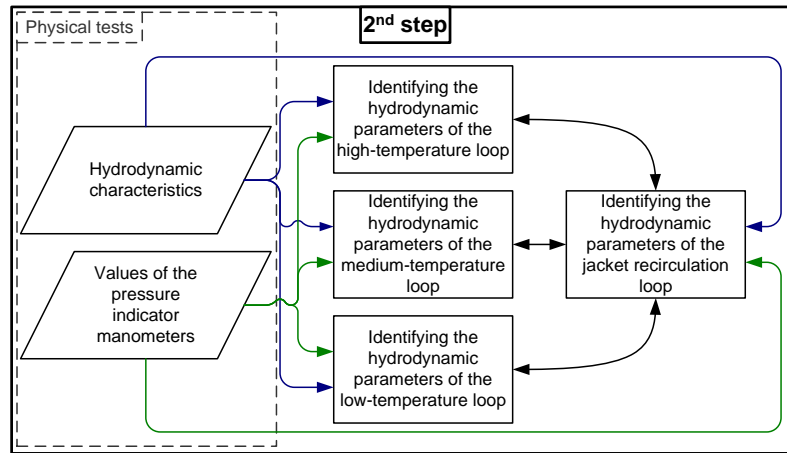 Physical tests
2nd step
Hydrodynamic
characteristics
Values of the
pressure
indicator
manometers
Identifying the
hydrodynamic
parameters of the
high-temperature loop
Identifying the
hydrodynamic
parameters of the
medium-temperature
loop
Identifying the
hydrodynamic
parameters of the
low-temperature loop
Identifying the
hydrodynamic
parameters of the
jacket recirculation
loop